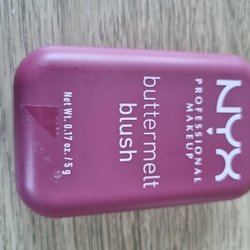 NYX
PROFESSIONAL
MAKEUP
buttermelt
blush
Net Wt. 0.17 oz. / 5 g